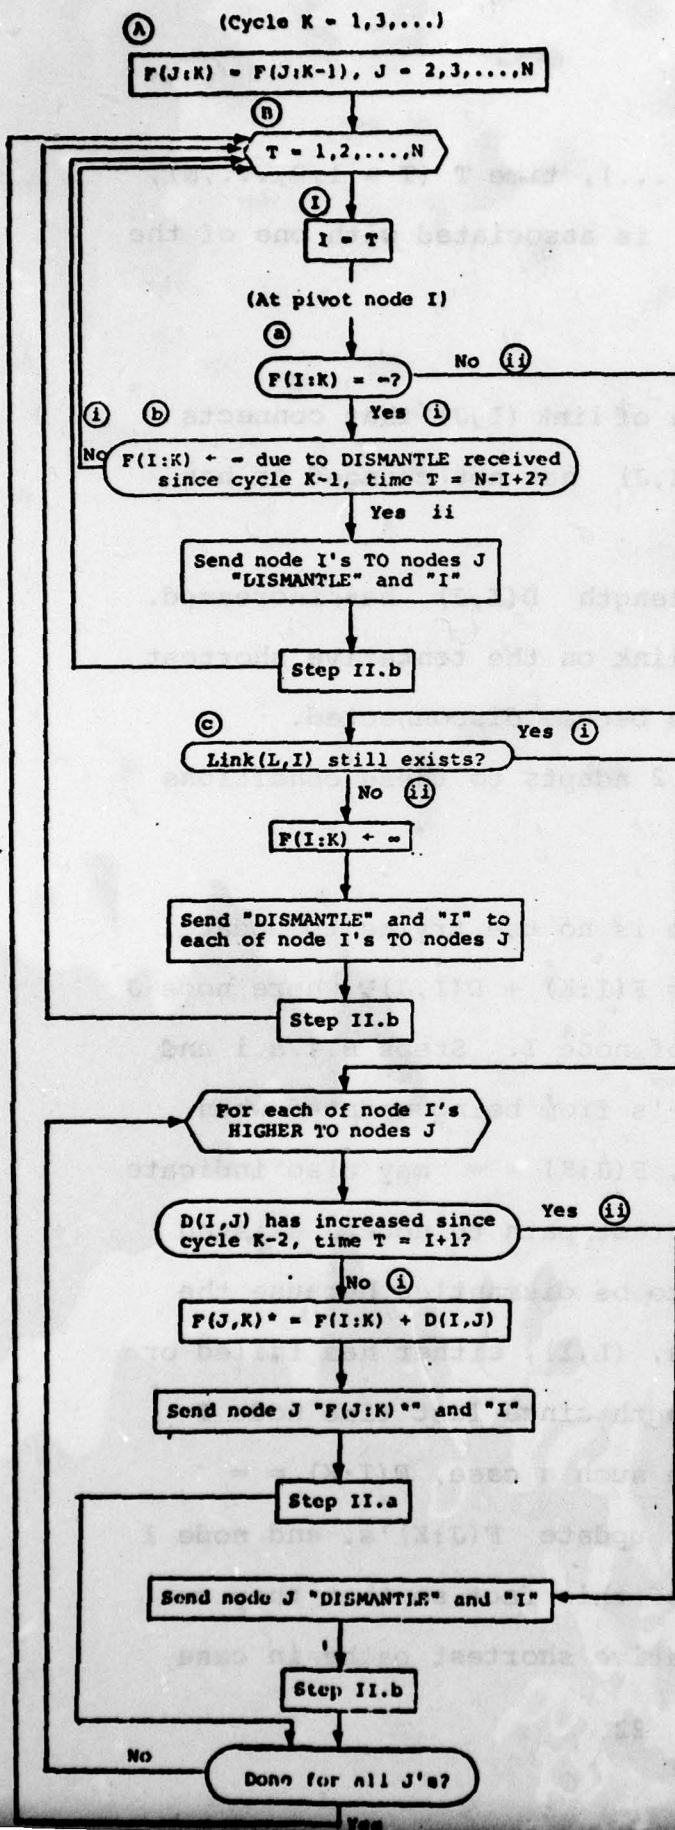 (A) (Cycle K = 1,3,...)
F(J:K) = F(J:K-1), J = 2,3,...,N
(B)
T = 1,2,...,N
(I)
I = T
(At pivot node I)
(a)
No (ii)
F(I:K) = ∞?
Yes (i)
(i) (b)
No
F(I:K) ← ∞ due to DISMANTLE received
since cycle K-1, time T = N-I+2?
Yes ii
Send node I's TO nodes J
"DISMANTLE" and "I"
Step II.b
(c)
Yes (i)
Link(L,I) still exists?
No (ii)
F(I:K) ← ∞
Send "DISMANTLE" and "I" to
each of node I's TO nodes J
Step II.b
For each of node I's
HIGHER TO nodes J
Yes (ii)
D(I,J) has increased since
cycle K-2, time T = I+1?
No (i)
F(J,K)* = F(I:K) + D(I,J)
Send node J "F(J:K)*" and "I"
Step II.a
Send node J "DISMANTLE" and "I"
Step II.b
No
Done for all J's?
Yes